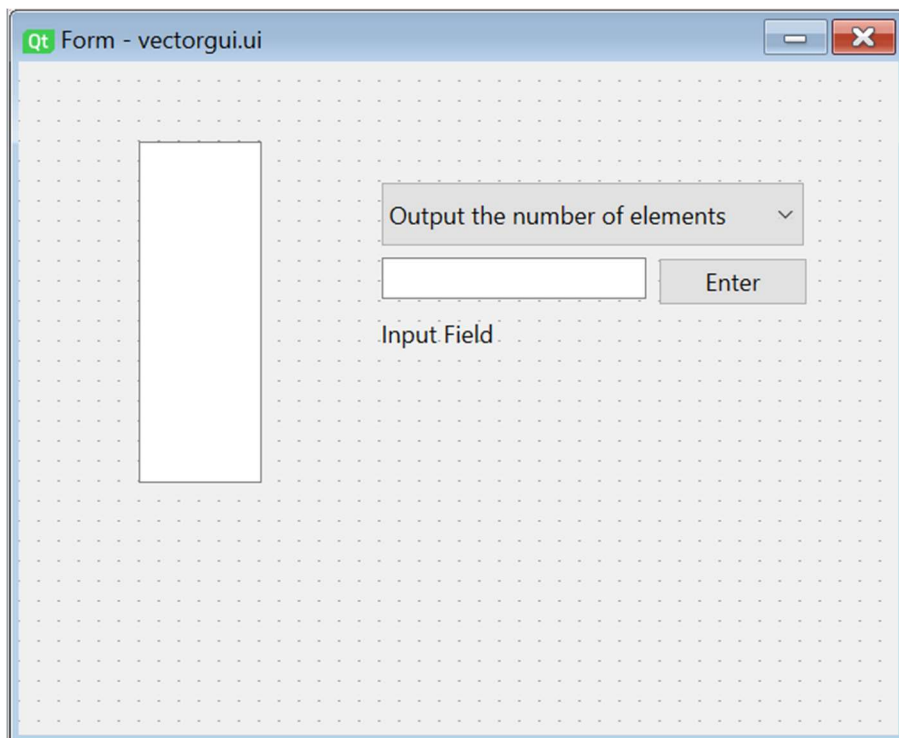 Qt Form - vectorgui.ui
Output the number of elements
Enter
Input Field